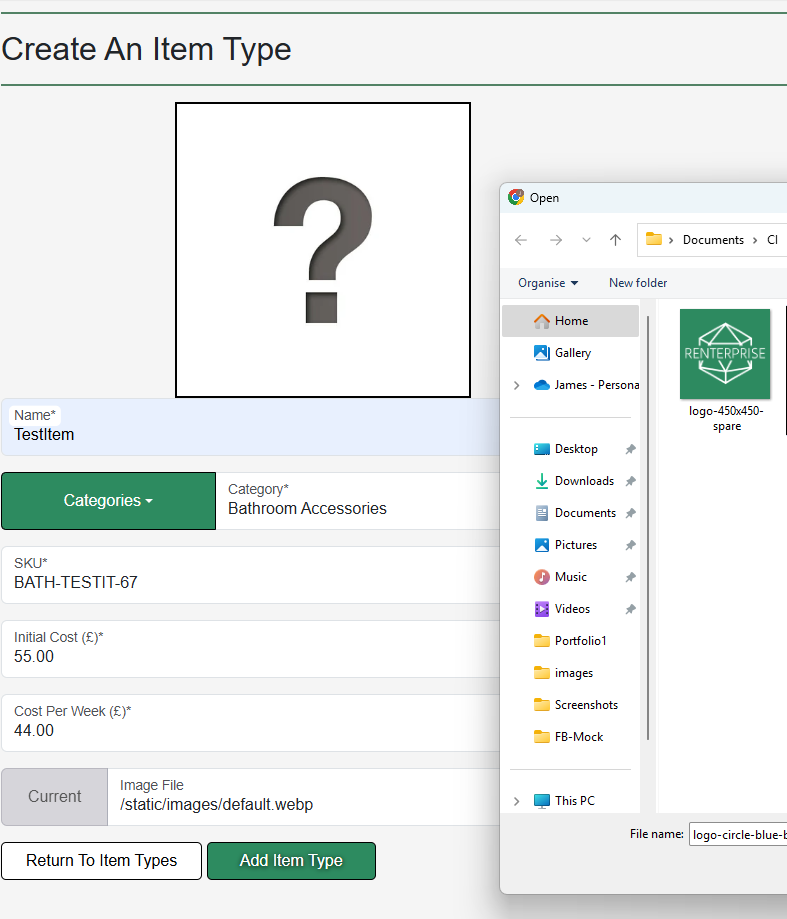 Create An Item Type
?
Open
Documents
Organise
New folder
Home
Gallery
James - Persona
Desktop
Downloads
Documents
Pictures
Music
Videos
Portfolio1
images
Screenshots
FB-Mock
This PC
RENTERPRISE
logo-450x450-
spare
File name: logo-circle-blue-b
Name*
TestItem
Categories
Category*
Bathroom Accessories
SKU*
BATH-TESTIT-67
Initial Cost (£)*
55.00
Cost Per Week (£)*
44.00
Current
Image File
/static/images/default.webp
Return To Item Types
Add Item Type